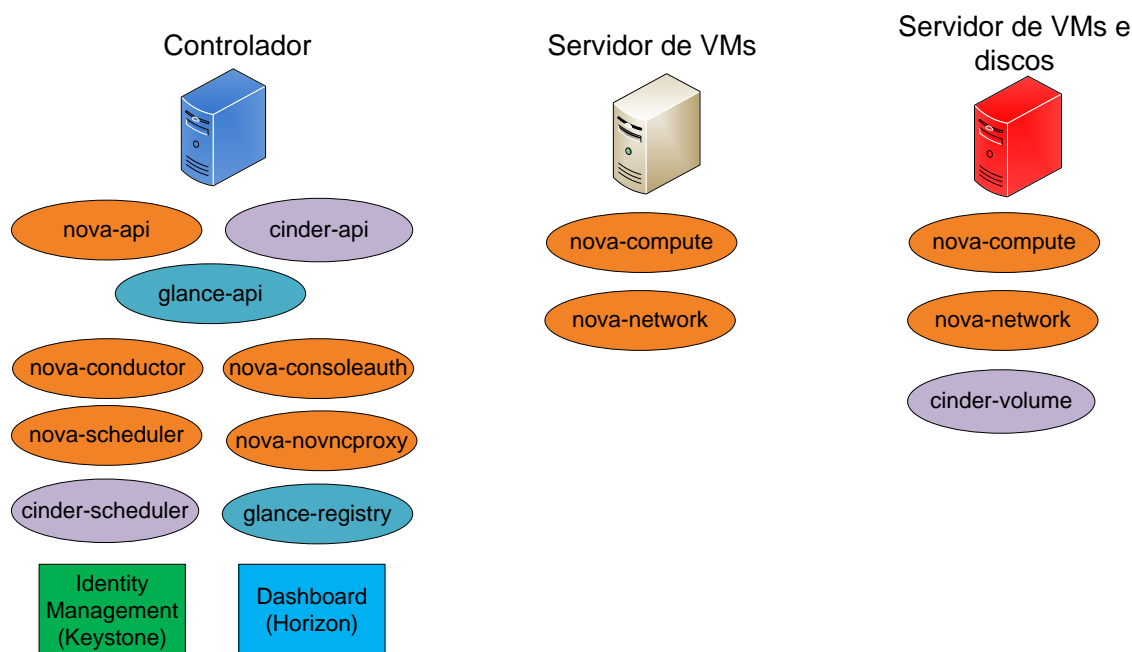 Controlador
nova-api
cinder-api
glance-api
nova-conductor
nova-consoleauth
nova-scheduler
nova-novncproxy
cinder-scheduler
glance-registry
Identity
Management
(Keystone)
Dashboard
(Horizon)
Servidor de VMs
nova-compute
nova-network
Servidor de VMs e
discos
nova-compute
nova-network
cinder-volume